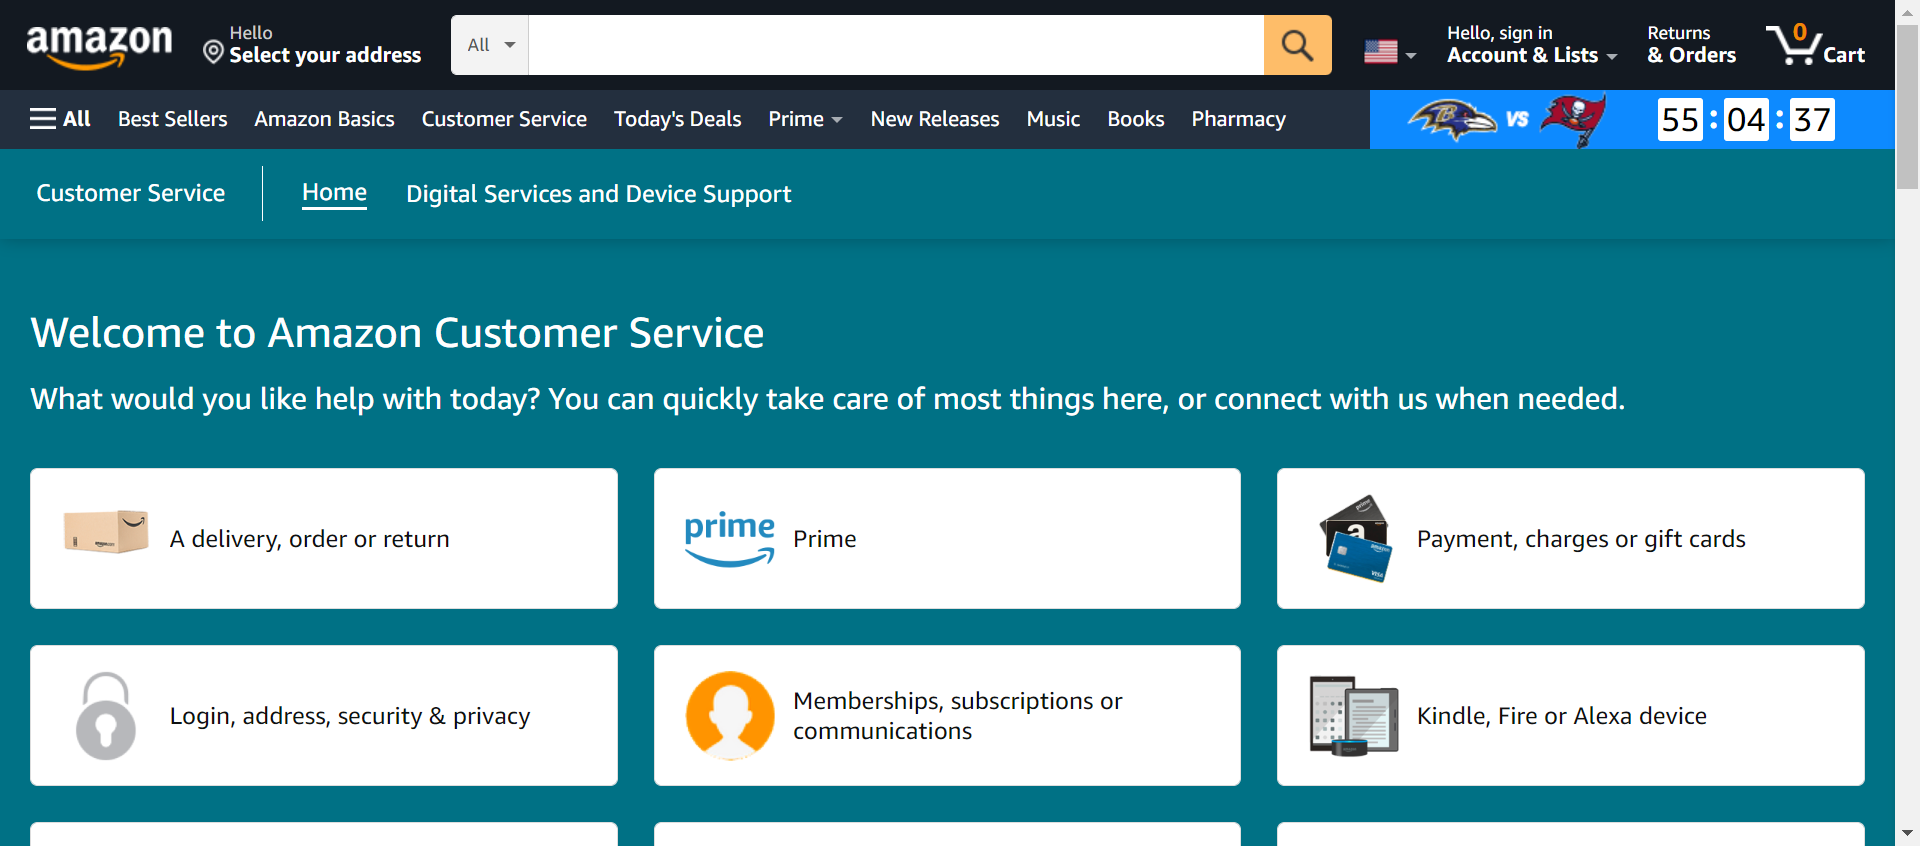 amazon
Hello
Select your address
All
Hello, sign in
Account & Lists
Returns
& Orders
0
Cart
All
Best Sellers
Amazon Basics
Customer Service
Today's Deals
Prime
New Releases
Music
Books
Pharmacy
B
VS
55 : 04 : 37
Customer Service
Home
Digital Services and Device Support
Welcome to Amazon Customer Service
What would you like help with today? You can quickly take care of most things here, or connect with us when needed.
A delivery, order or return
prime
Prime
prime
a
amazon
VISA
Payment, charges or gift cards
Login, address, security & privacy
Memberships, subscriptions or
communications
Kindle, Fire or Alexa device